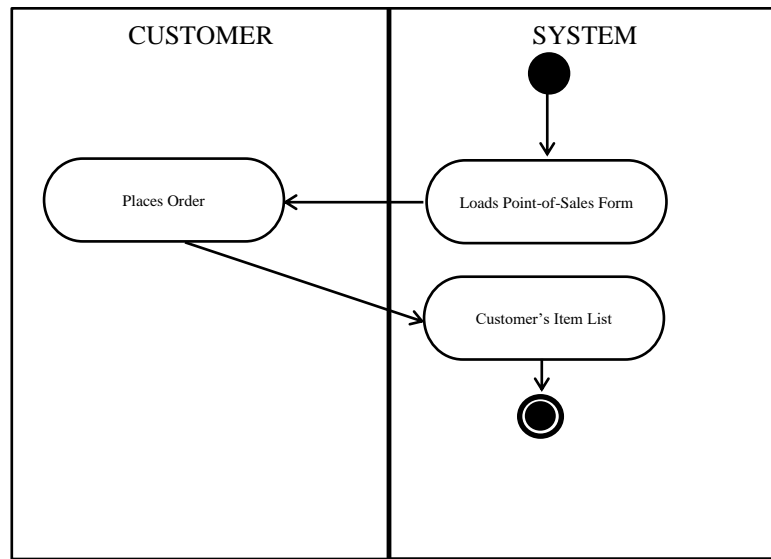 CUSTOMER
SYSTEM
Places Order
Loads Point-of-Sales Form
Customer’s Item List